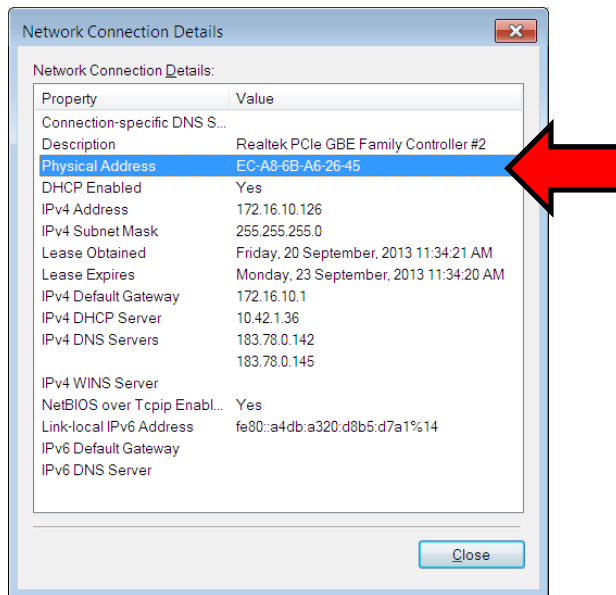 Network Connection Details
Network Connection Details:
Property Value
Connection-specific DNS S...
Description Realtek PCIe GBE Family Controller #2
Physical Address EC-A8-6B-A6-26-45
DHCP Enabled Yes
IPv4 Address 172.16.10.126
IPv4 Subnet Mask 255.255.255.0
Lease Obtained Friday, 20 September, 2013 11:34:21 AM
Lease Expires Monday, 23 September, 2013 11:34:20 AM
IPv4 Default Gateway 172.16.10.1
IPv4 DHCP Server 10.42.1.36
IPv4 DNS Servers 183.78.0.142
183.78.0.145
IPv4 WINS Server
NetBIOS over Tcpip Enabl... Yes
Link-local IPv6 Address fe80::a4db:a320:d8b5:d7a1%14
IPv6 Default Gateway
IPv6 DNS Server
Close